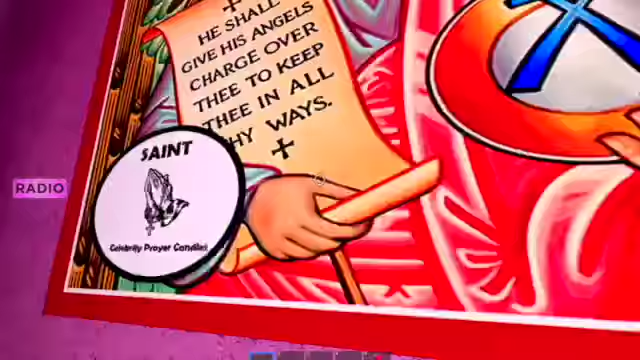 HE SHALL
GIVE HIS ANGELS
CHARGE OVER
THEE TO KEEP
THEE IN ALL
HY WAYS.
SAINT
Celebrity Prayer Candles
RADIO